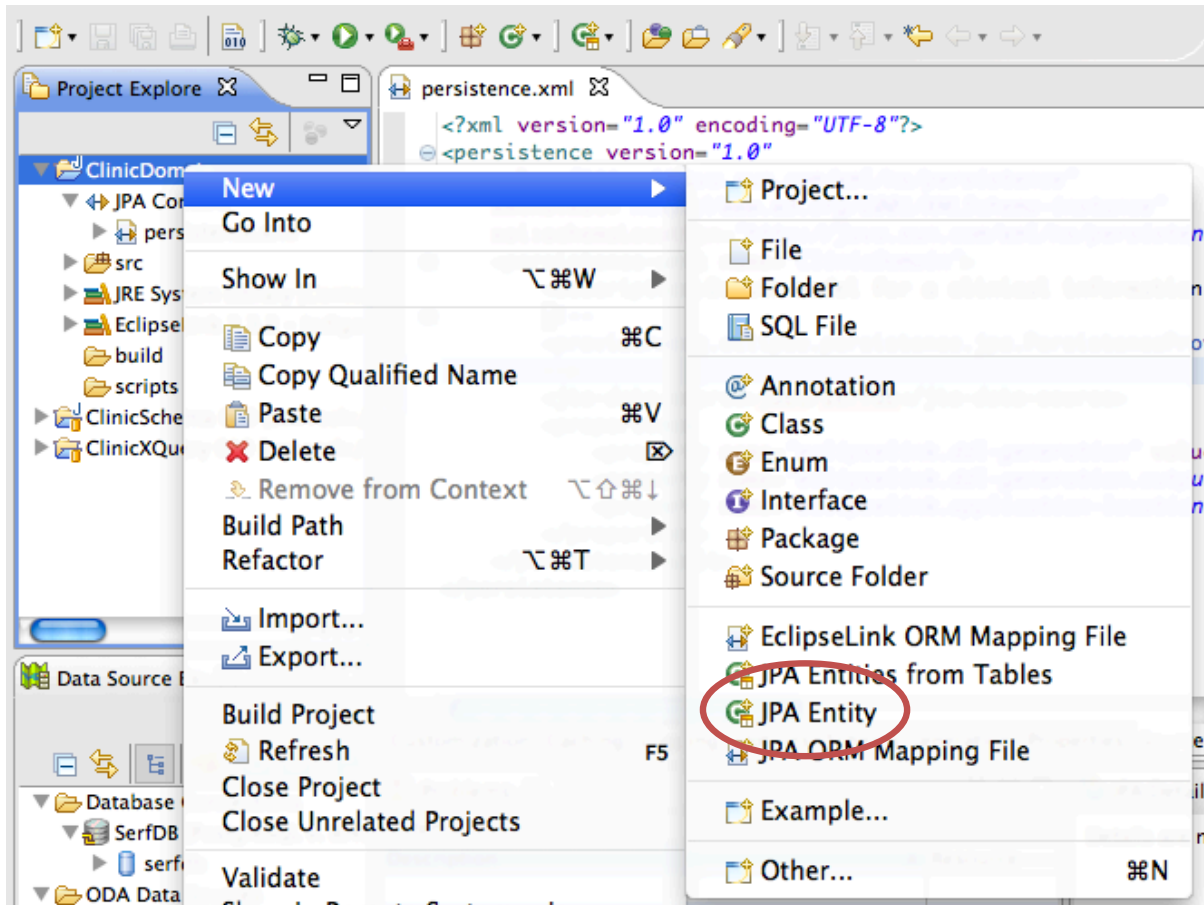 Project Explore
persistence.xml
<?xml version="1.0" encoding="UTF-8"?>
<persistence version="1.0"
ClinicDom
JPA Cor
pers
src
JRE Sys
Eclipse
build
scripts
ClinicSche
ClinicXQu
Data Source E
Database
SerfDB
serf
ODA Data
New
Go Into
Show In ⌥⌘W
Copy ⌘C
Copy Qualified Name
Paste ⌘V
Delete ⌦
Remove from Context ⌥⇧⌘↓
Build Path
Refactor ⌥⌘T
Import...
Export...
Build Project
Refresh F5
Close Project
Close Unrelated Projects
Validate
Project...
File
Folder
SQL File
Annotation
Class
Enum
Interface
Package
Source Folder
EclipseLink ORM Mapping File
JPA Entities from Tables
JPA Entity
JPA ORM Mapping File
Example...
Other... ⌘N